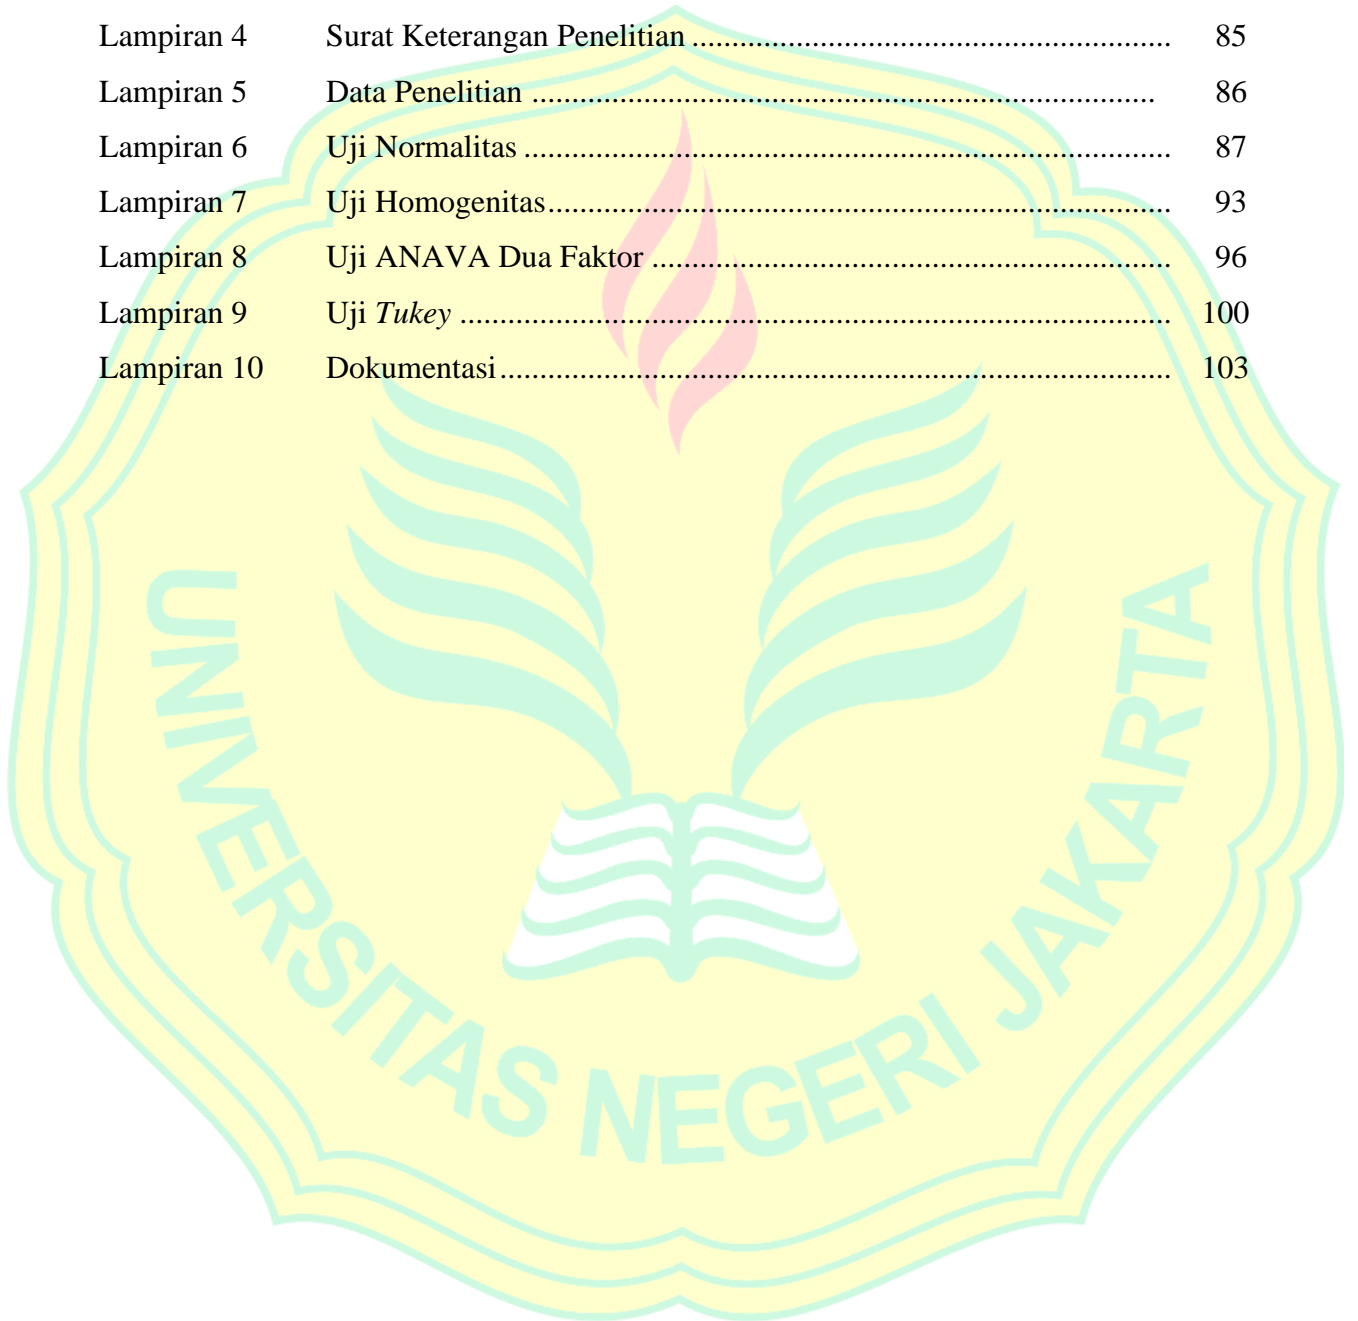 Lampiran 4 Surat Keterangan Penelitian ............................................................ 85
Lampiran 5 Data Penelitian .............................................................................. 86
Lampiran 6 Uji Normalitas ................................................................................. 87
Lampiran 7 Uji Homogenitas.............................................................................. 93
Lampiran 8 Uji ANAVA Dua Faktor ................................................................. 96
Lampiran 9 Uji Tukey ......................................................................................... 100
Lampiran 10 Dokumentasi.................................................................................... 103
UNIVERSITAS NEGERI JAKARTA